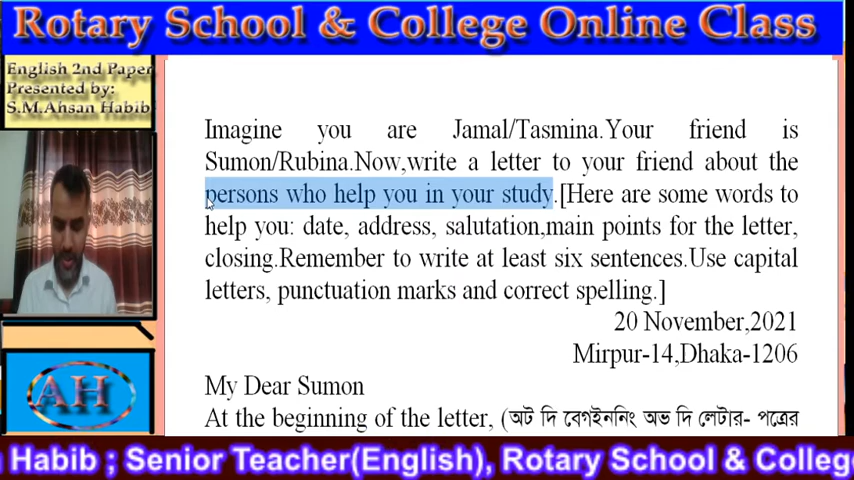 Rotary School & College Online Class
English 2nd Paper
Presented by:
S.M.Ahsan Habib
Imagine you are Jamal/Tasmina.Your friend is
Sumon/Rubina.Now,write a letter to your friend about the
persons who help you in your study.[Here are some words to
help you: date, address, salutation,main points for the letter,
closing.Remember to write at least six sentences.Use capital
letters, punctuation marks and correct spelling.]
20 November,2021
Mirpur-14,Dhaka-1206
My Dear Sumon
At the beginning of the letter, (অট দি বেগইননিং অভ দি লেটার- পত্রের
AH
Habib ; Senior Teacher(English), Rotary School & College